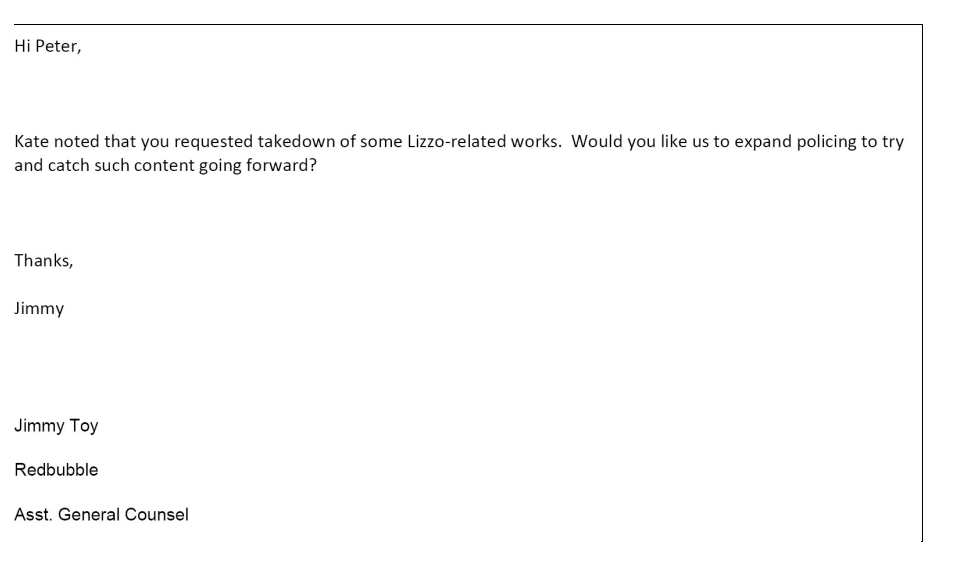 Hi Peter,
Kate noted that you requested takedown of some Lizzo-related works.  Would you like us to expand policing to try
and catch such content going forward?
Thanks,
Jimmy
Jimmy Toy
Redbubble
Asst. General Counsel